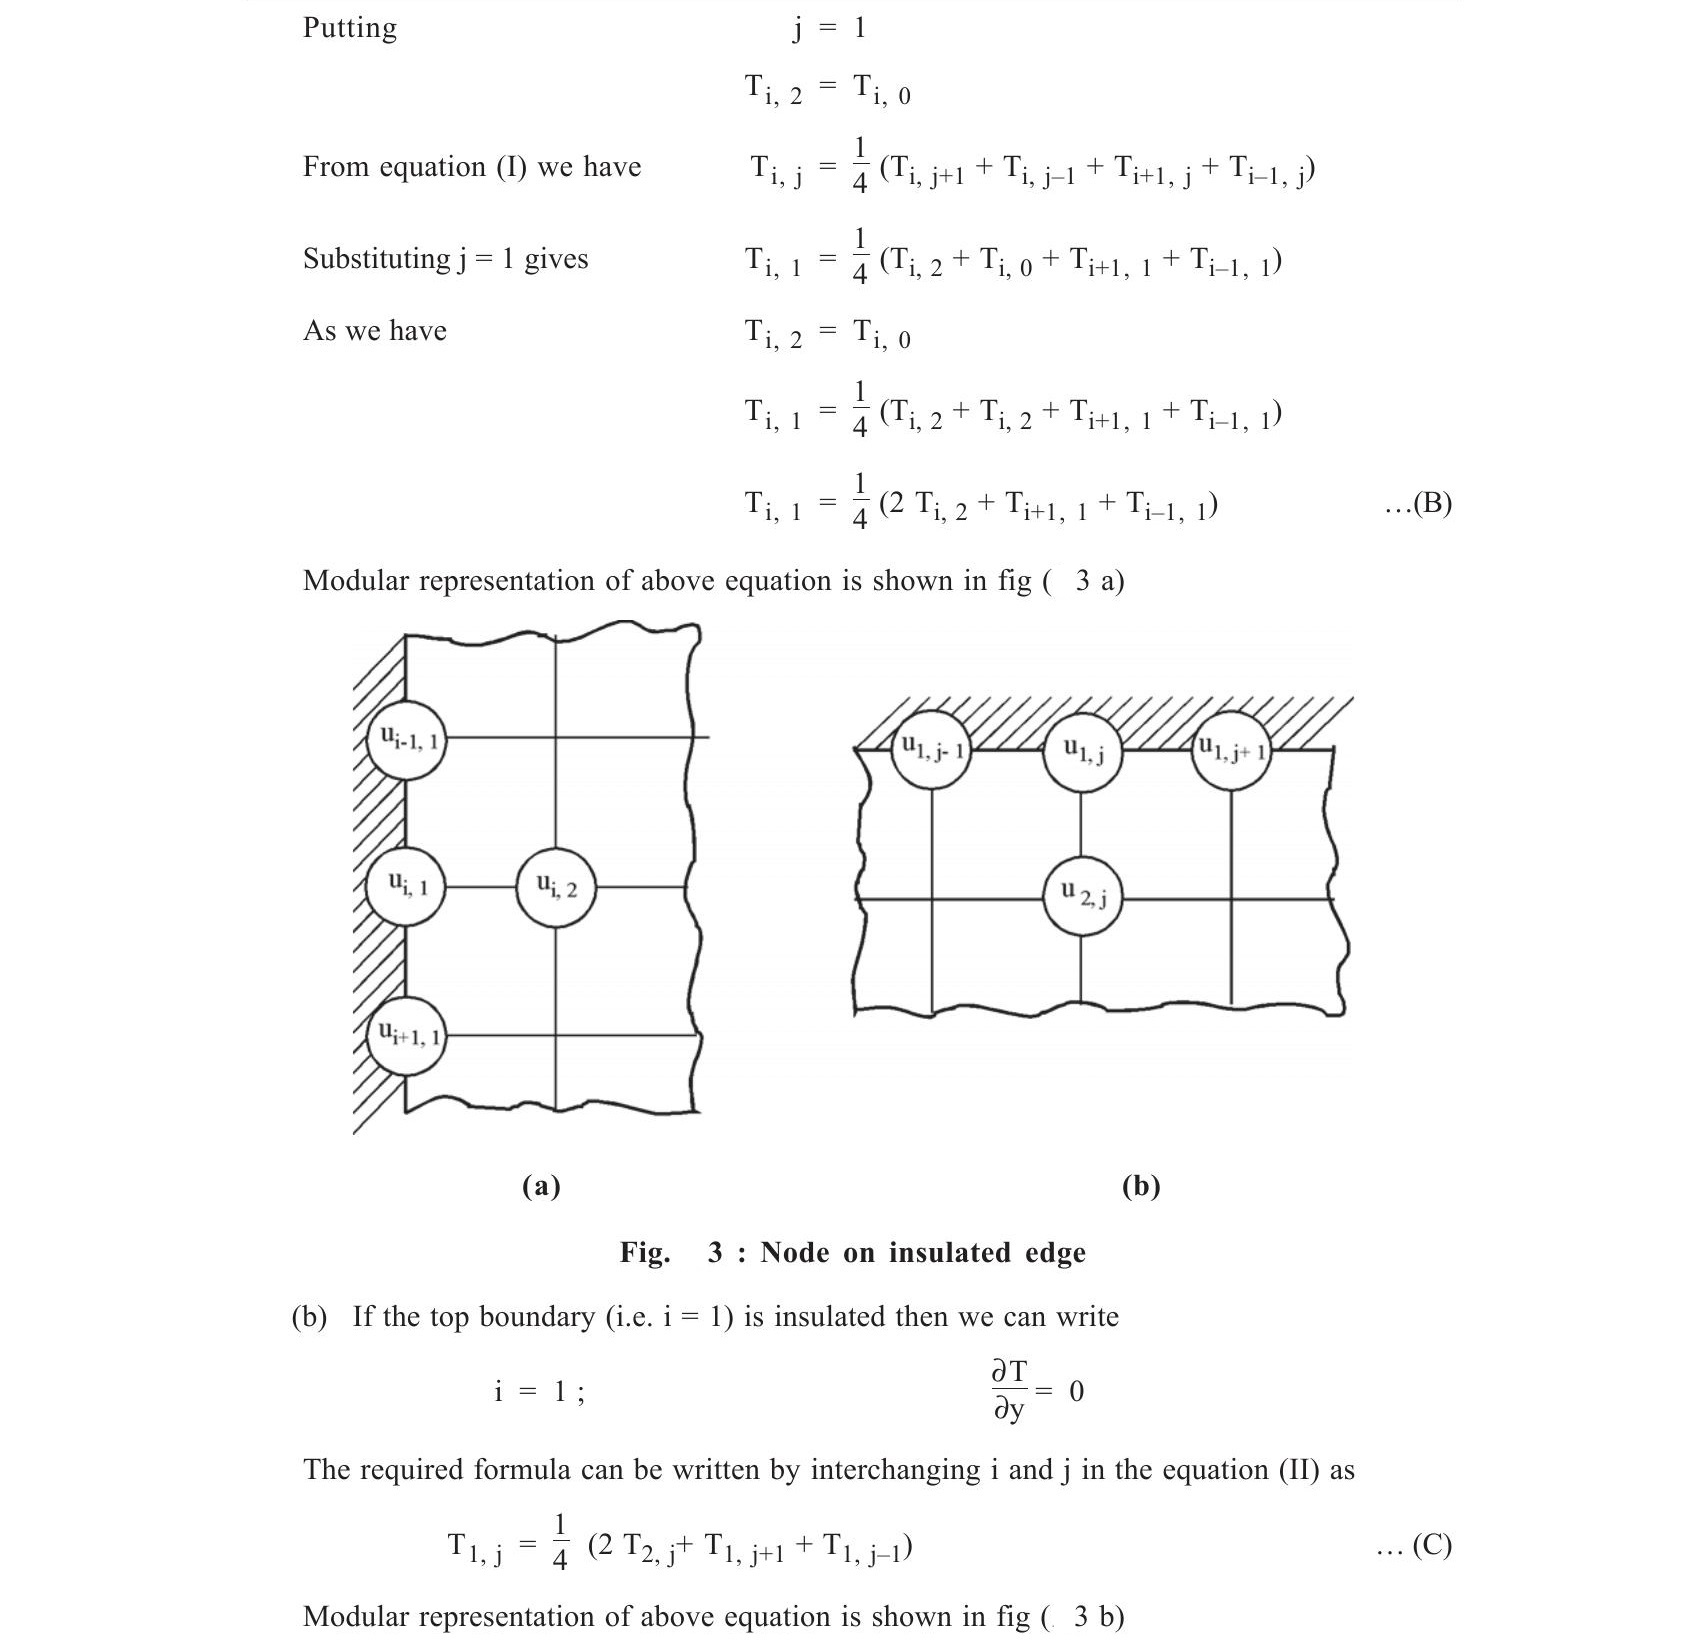 Putting j = 1
T_{i, 2} = T_{i, 0}
From equation (I) we have T_{i, j} = \frac{1}{4} (T_{i, j+1} + T_{i, j–1} + T_{i+1, j} + T_{i–1, j})
Substituting j = 1 gives T_{i, 1} = \frac{1}{4} (T_{i, 2} + T_{i, 0} + T_{i+1, 1} + T_{i–1, 1})
As we have T_{i, 2} = T_{i, 0}
T_{i, 1} = \frac{1}{4} (T_{i, 2} + T_{i, 2} + T_{i+1, 1} + T_{i–1, 1})
T_{i, 1} = \frac{1}{4} (2 T_{i, 2} + T_{i+1, 1} + T_{i–1, 1}) …(B)
Modular representation of above equation is shown in fig ( 3 a)
u_{i-1, 1}
u_{i, 1} u_{i, 2}
u_{i+1, 1}
u_{1, j- 1} u_{1, j} u_{1, j+ 1}
u_{2, j}
(a) (b)
Fig. 3 : Node on insulated edge
(b) If the top boundary (i.e. i = 1) is insulated then we can write
i = 1 ; \frac{∂T}{∂y} = 0
The required formula can be written by interchanging i and j in the equation (II) as
T_{1, j} = \frac{1}{4} (2 T_{2, j} + T_{1, j+1} + T_{1, j–1}) … (C)
Modular representation of above equation is shown in fig ( 3 b)